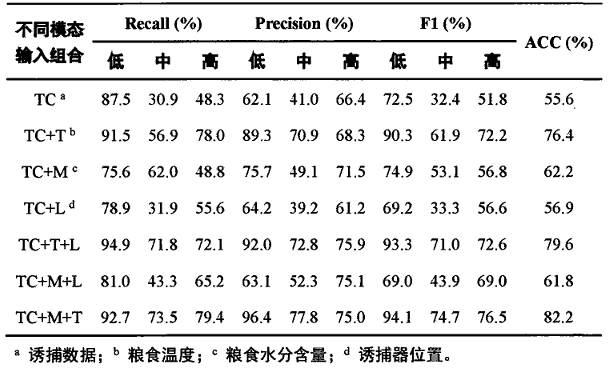 不同模态 Recall (%) Precision (%) F1 (%) ACC (%)
输入组合 低 中 高 低 中 高 低 中 高
TC a 87.5 30.9 48.3 62.1 41.0 66.4 72.5 32.4 51.8 55.6
TC+T b 91.5 56.9 78.0 89.3 70.9 68.3 90.3 61.9 72.2 76.4
TC+M c 75.6 62.0 48.8 75.7 49.1 71.5 74.9 53.1 56.8 62.2
TC+L d 78.9 31.9 55.6 64.2 39.2 61.2 69.2 33.3 56.6 56.9
TC+T+L 94.9 71.8 72.1 92.0 72.8 75.9 93.3 71.0 72.6 79.6
TC+M+L 81.0 43.3 65.2 63.1 52.3 75.1 69.0 43.9 69.0 61.8
TC+M+T 92.7 73.5 79.4 96.4 77.8 75.0 94.1 74.7 76.5 82.2
a 诱捕数据；b 粮食温度；c 粮食水分含量；d 诱捕器位置。